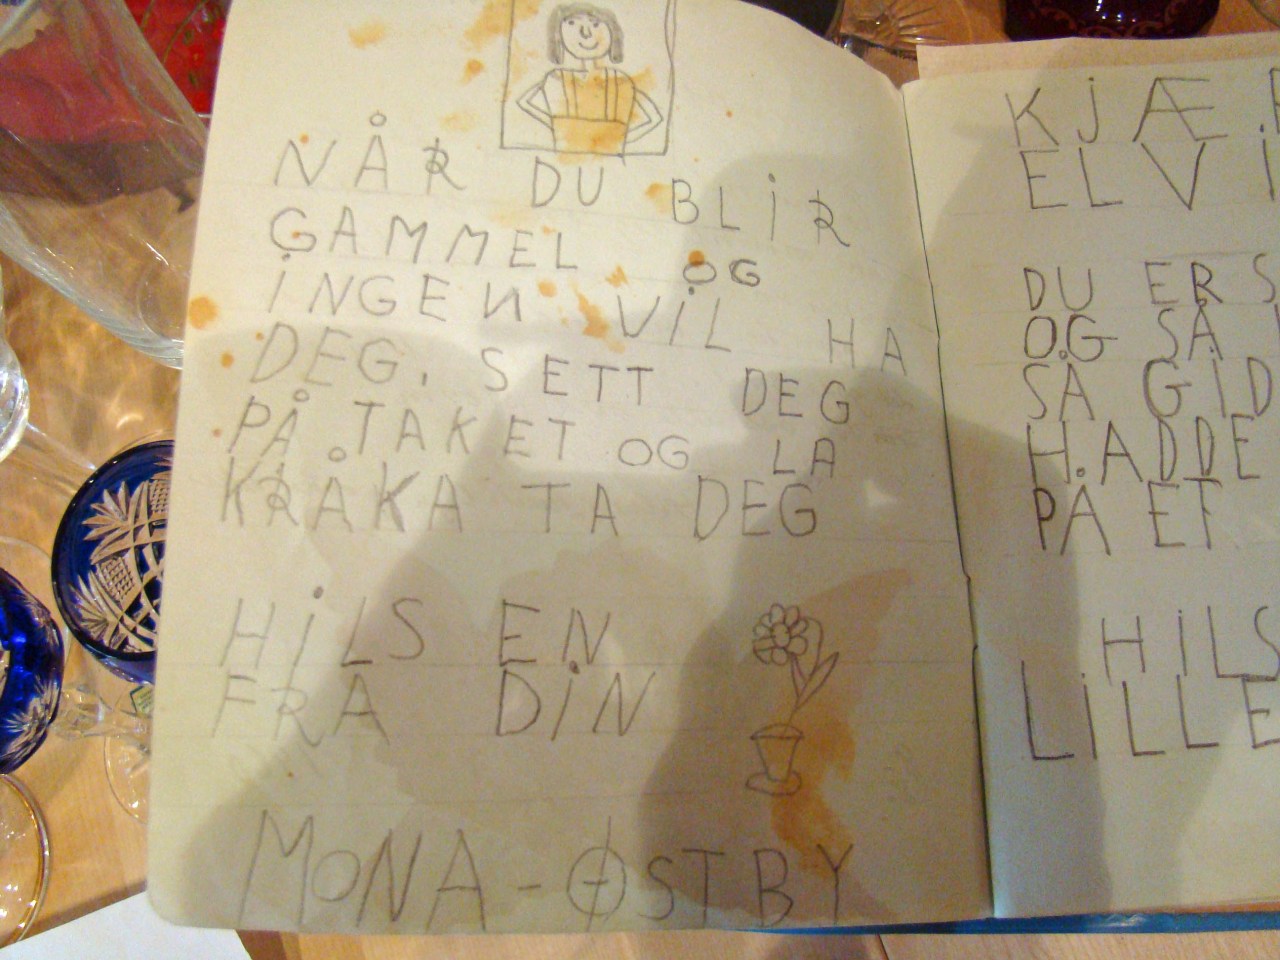 NÅR DU BLIR
GAMMEL OG
INGEN VIL HA
DEG, SETT DEG
PÅ TAKET OG LA
KRÅKA TA DEG
HILSEN
FRA DIN
MONA-ØSTBY
KJÆ
ELVI
DU ER S
OG SÅ
SÅ GID
HADDE
PÅ ET
HILS
LILLE